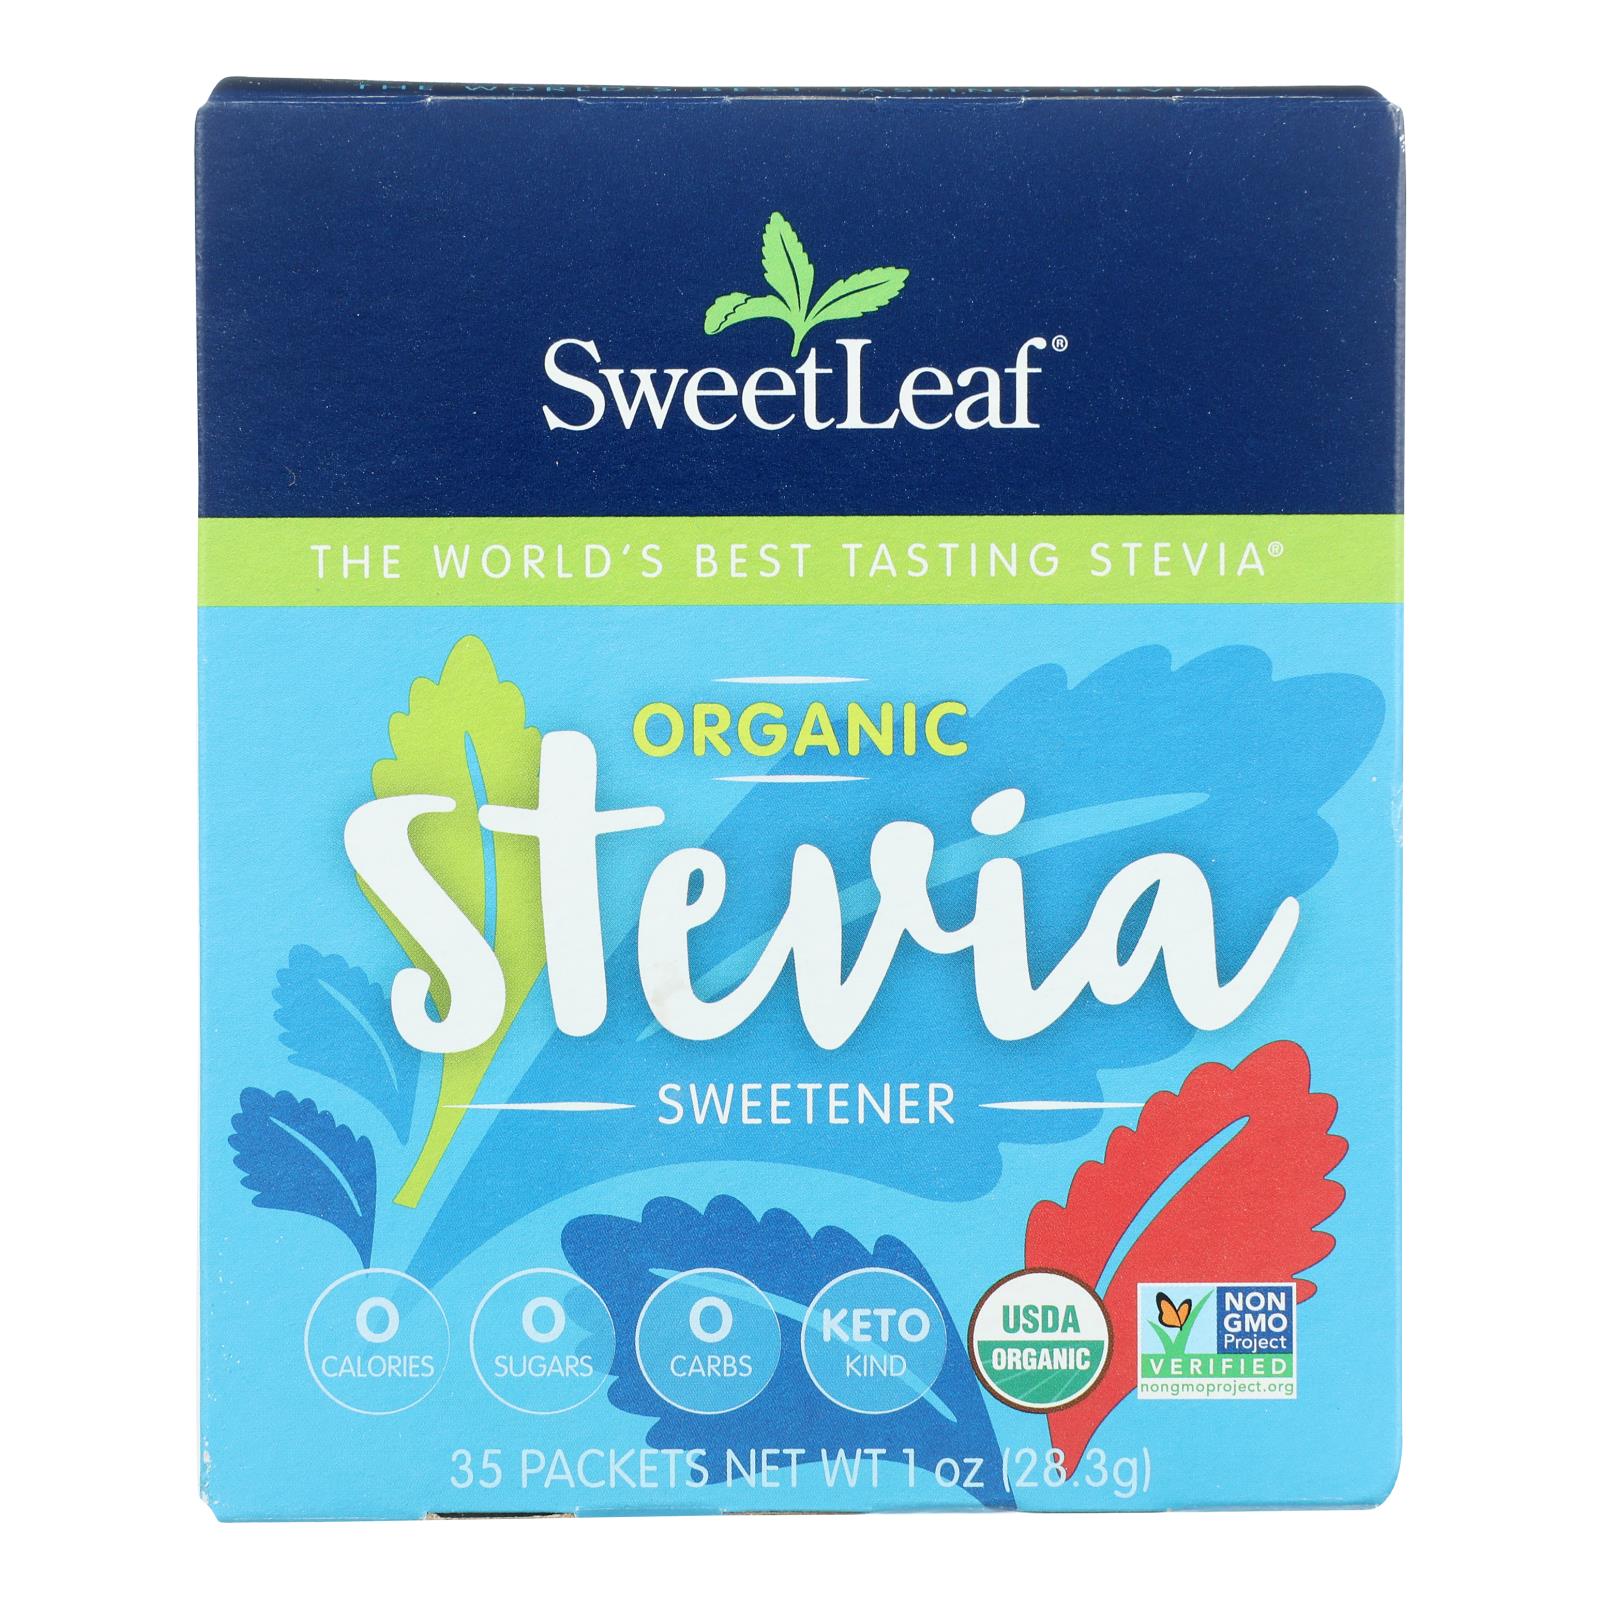 THE WORLD'S BEST TASTING STEVIA
SweetLeaf®
THE WORLD'S BEST TASTING STEVIA®
ORGANIC
Stevia
SWEETENER
0
CALORIES
0
SUGARS
0
CARBS
KETO
KIND
USDA
ORGANIC
NON
GMO
Project
VERIFIED
nongmoproject.org
35 PACKETS NET WT 1 oz (28.3g)